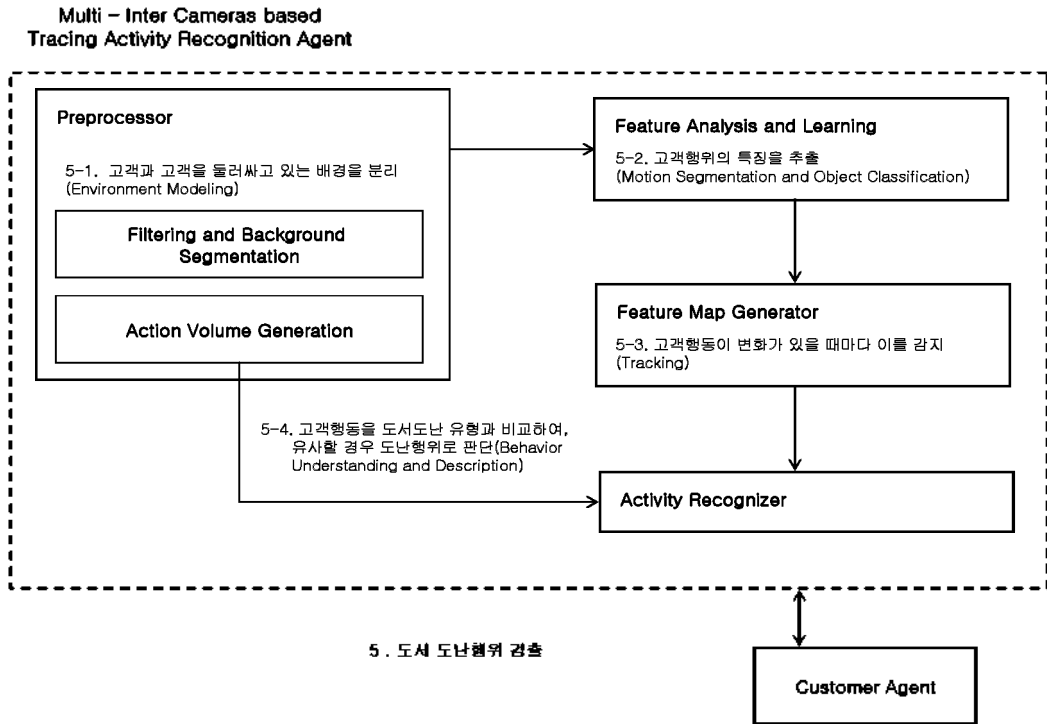 Multi - Inter Cameras based
Tracing Activity Recognition Agent
Preprocessor
5-1. 고객과 고객을 둘러싸고 있는 배경을 분리
(Environment Modeling)
Filtering and Background
Segmentation
Action Volume Generation
Feature Analysis and Learning
5-2. 고객행위의 특징을 추출
(Motion Segmentation and Object Classification)
Feature Map Generator
5-3. 고객행동이 변화가 있을 때마다 이를 감지
(Tracking)
5-4. 고객행동을 도서도난 유형과 비교하여,
유사할 경우 도난행위로 판단(Behavior
Understanding and Description)
Activity Recognizer
5. 도서 도난행위 검출
Customer Agent